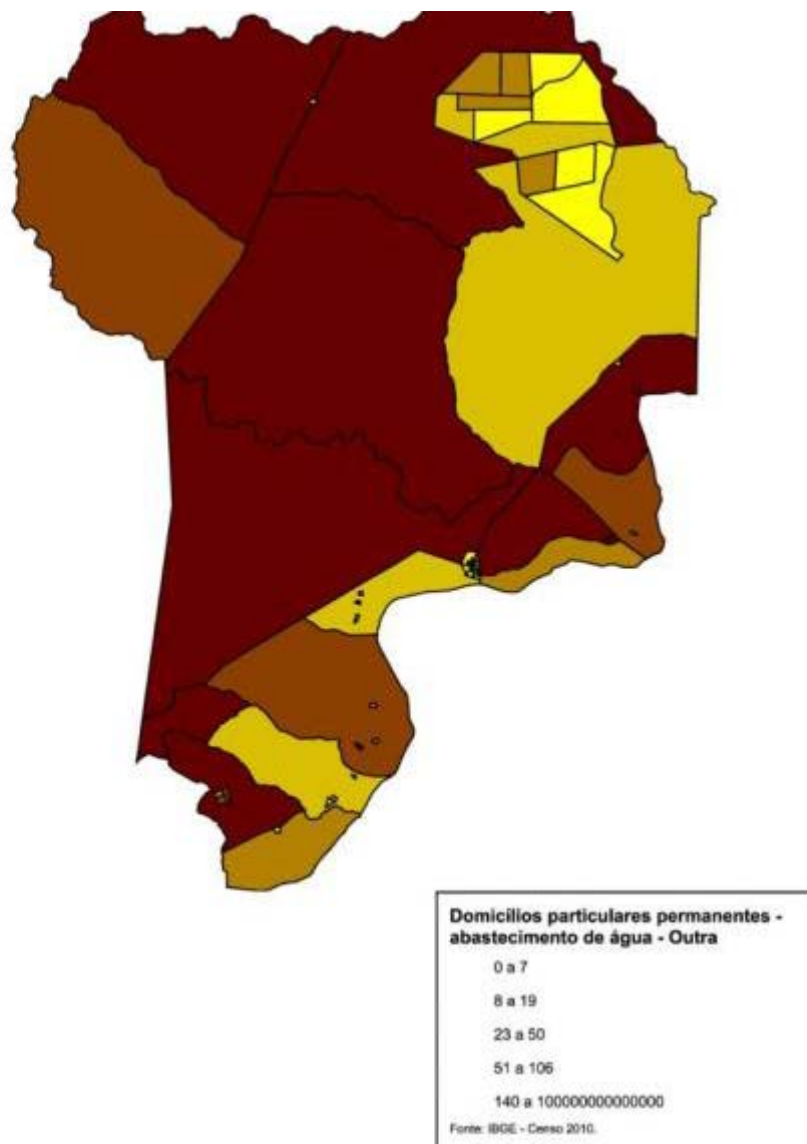 Domicílios particulares permanentes -
abastecimento de água - Outra
0 a 7
8 a 19
23 a 50
51 a 106
140 a 100000000000000
Fonte: IBGE - Censo 2010.